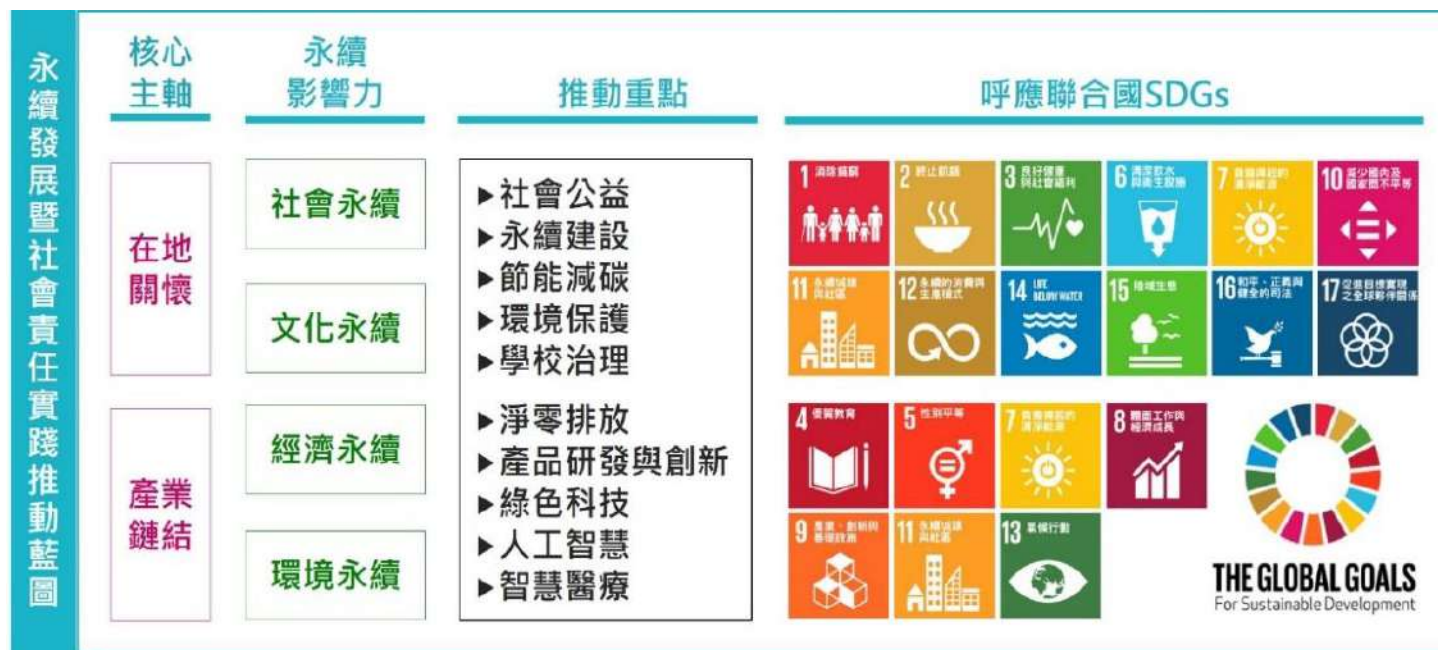 永續發展暨社會責任實踐推動藍圖
核心
主軸
永續
影響力
推動重點
呼應聯合國SDGs
在地
關懷
社會永續
文化永續
▶社會公益
▶永續建設
▶節能減碳
▶環境保護
▶學校治理
1 消除貧窮
2 終止飢餓
3 良好健康
與社會福利
6 清潔飲水
與衛生設施
7 負擔得起的
潔淨能源
10 減少國內及
國家間不平等
11 永續城鄉
與社區
12 永續的消費與
生產模式
14 LIFE
BELOW WATER
15 陸域生態
16 和平、正義與
健全的司法
17 促進目標實現
之全球夥伴關係
產業
鏈結
經濟永續
環境永續
▶淨零排放
▶產品研發與創新
▶綠色科技
▶人工智慧
▶智慧醫療
4 優質教育
5 性別平等
7 負擔得起的
潔淨能源
8 體面工作與
經濟成長
9 產業、創新與
基礎設施
11 永續城鄉
與社區
13 氣候行動
THE GLOBAL GOALS
For Sustainable Development